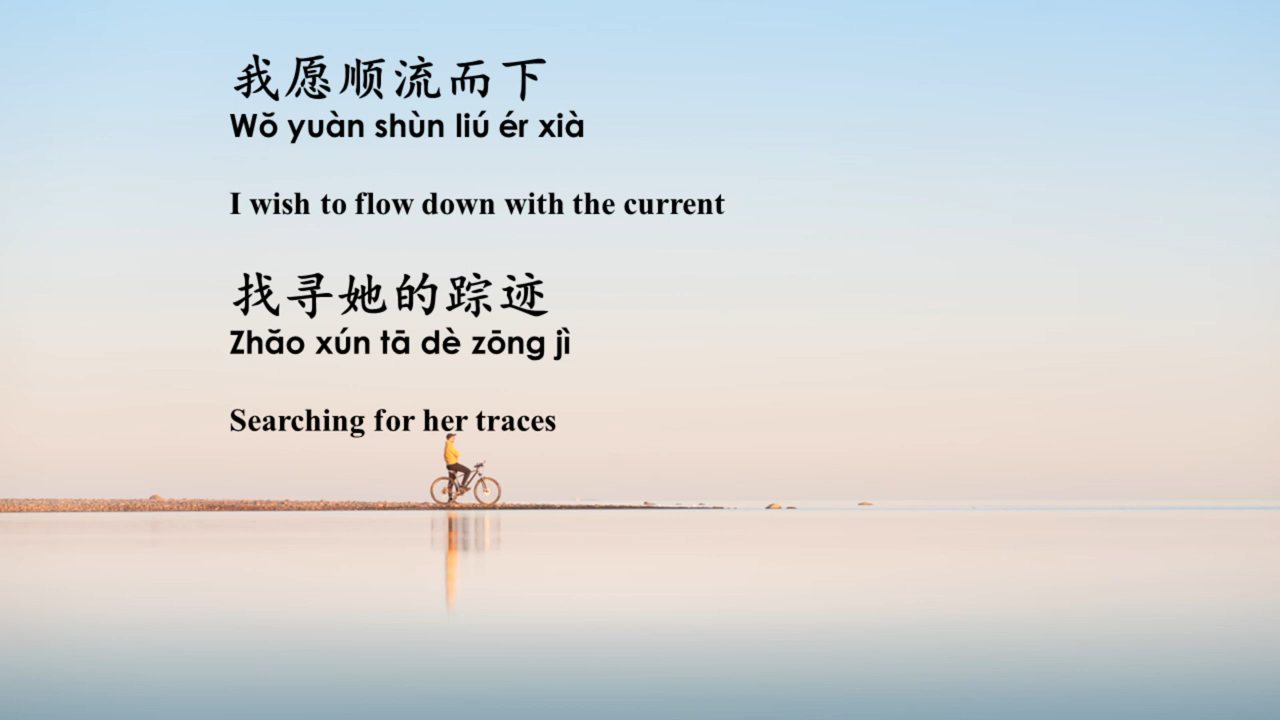 我愿顺流而下
Wǒ yuàn shùn liú ér xià
I wish to flow down with the current
找寻她的踪迹
Zhǎo xún tā dè zōng jì
Searching for her traces